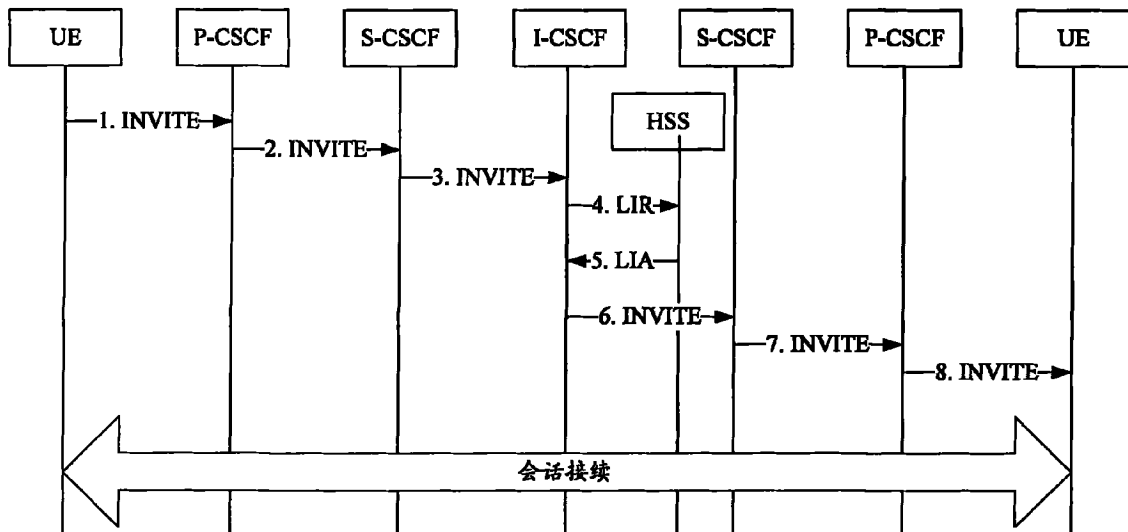 UE
P-CSCF
S-CSCF
I-CSCF
S-CSCF
P-CSCF
UE
HSS
1. INVITE
2. INVITE
3. INVITE
4. LIR
5. LIA
6. INVITE
7. INVITE
8. INVITE
会话接续